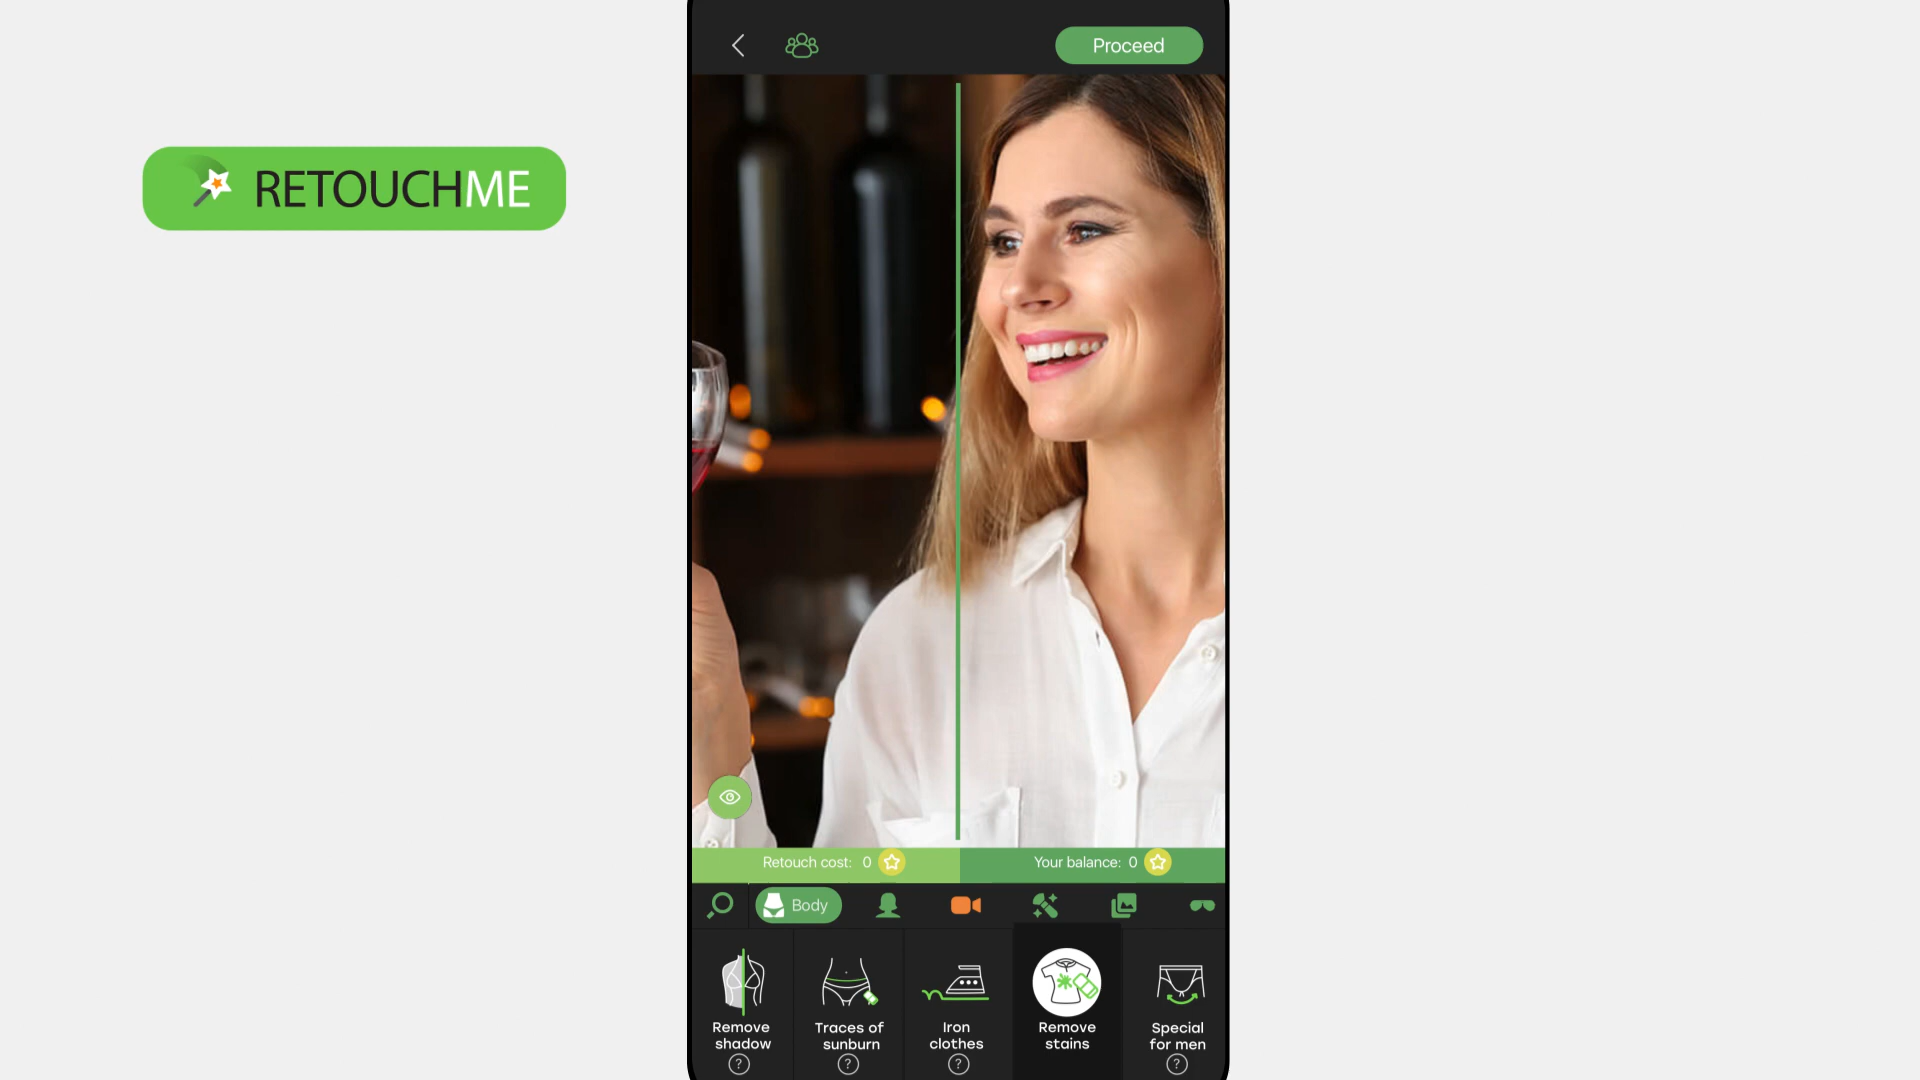 Proceed
RETOUCHME
Retouch cost: 0
Your balance: 0
Body
Remove
shadow
?
Traces of
sunburn
?
Iron
clothes
?
Remove
stains
Special
for men
?